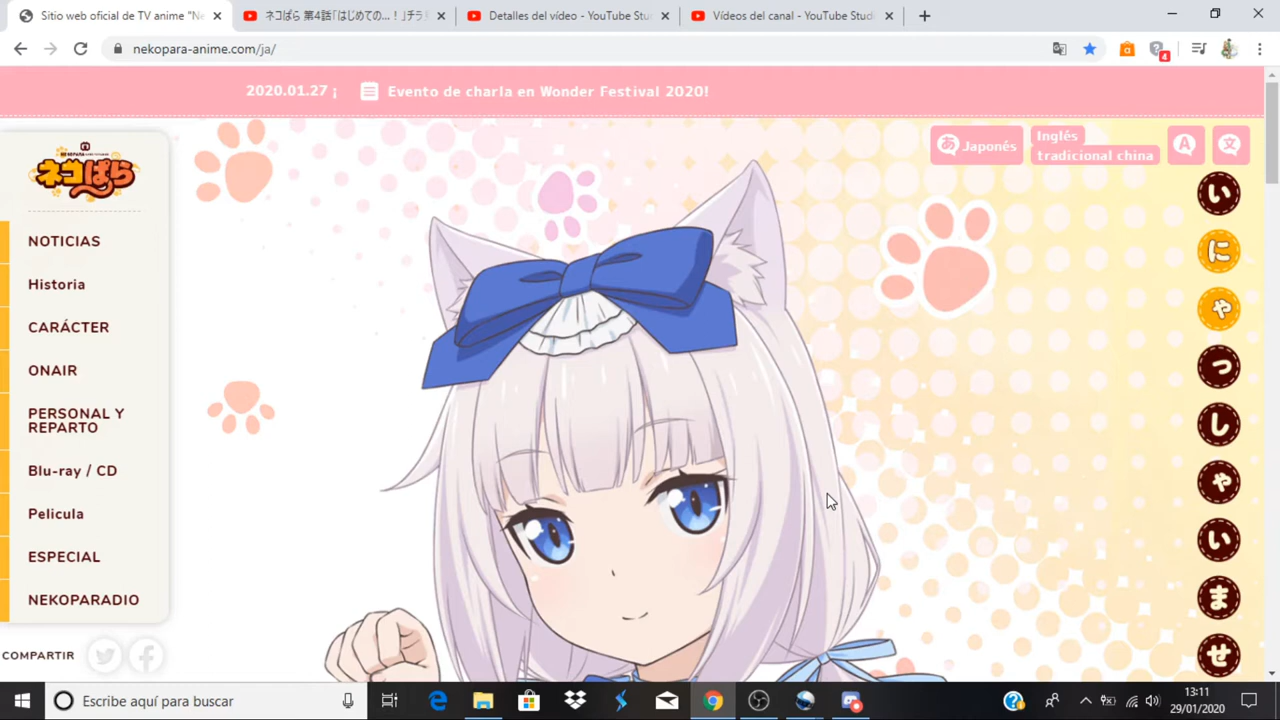 Sitio web oficial de TV anime "Ne
ネコぱら 第4話「はじめての…！」チラ見
Detalles del vídeo - YouTube Stud
Vídeos del canal - YouTube Studi
nekopara-anime.com/ja/
4
2020.01.27 ¡
Evento de charla en Wonder Festival 2020!
あ Japonés
Inglés
tradicional china
A
文
ネコぱら
NOTICIAS
Historia
CARÁCTER
ONAIR
PERSONAL Y
REPARTO
Blu-ray / CD
Pelicula
ESPECIAL
NEKOPARADIO
COMPARTIR
い
に
ゃ
っ
し
ゃ
い
ま
せ
Escribe aquí para buscar
13:11
29/01/2020